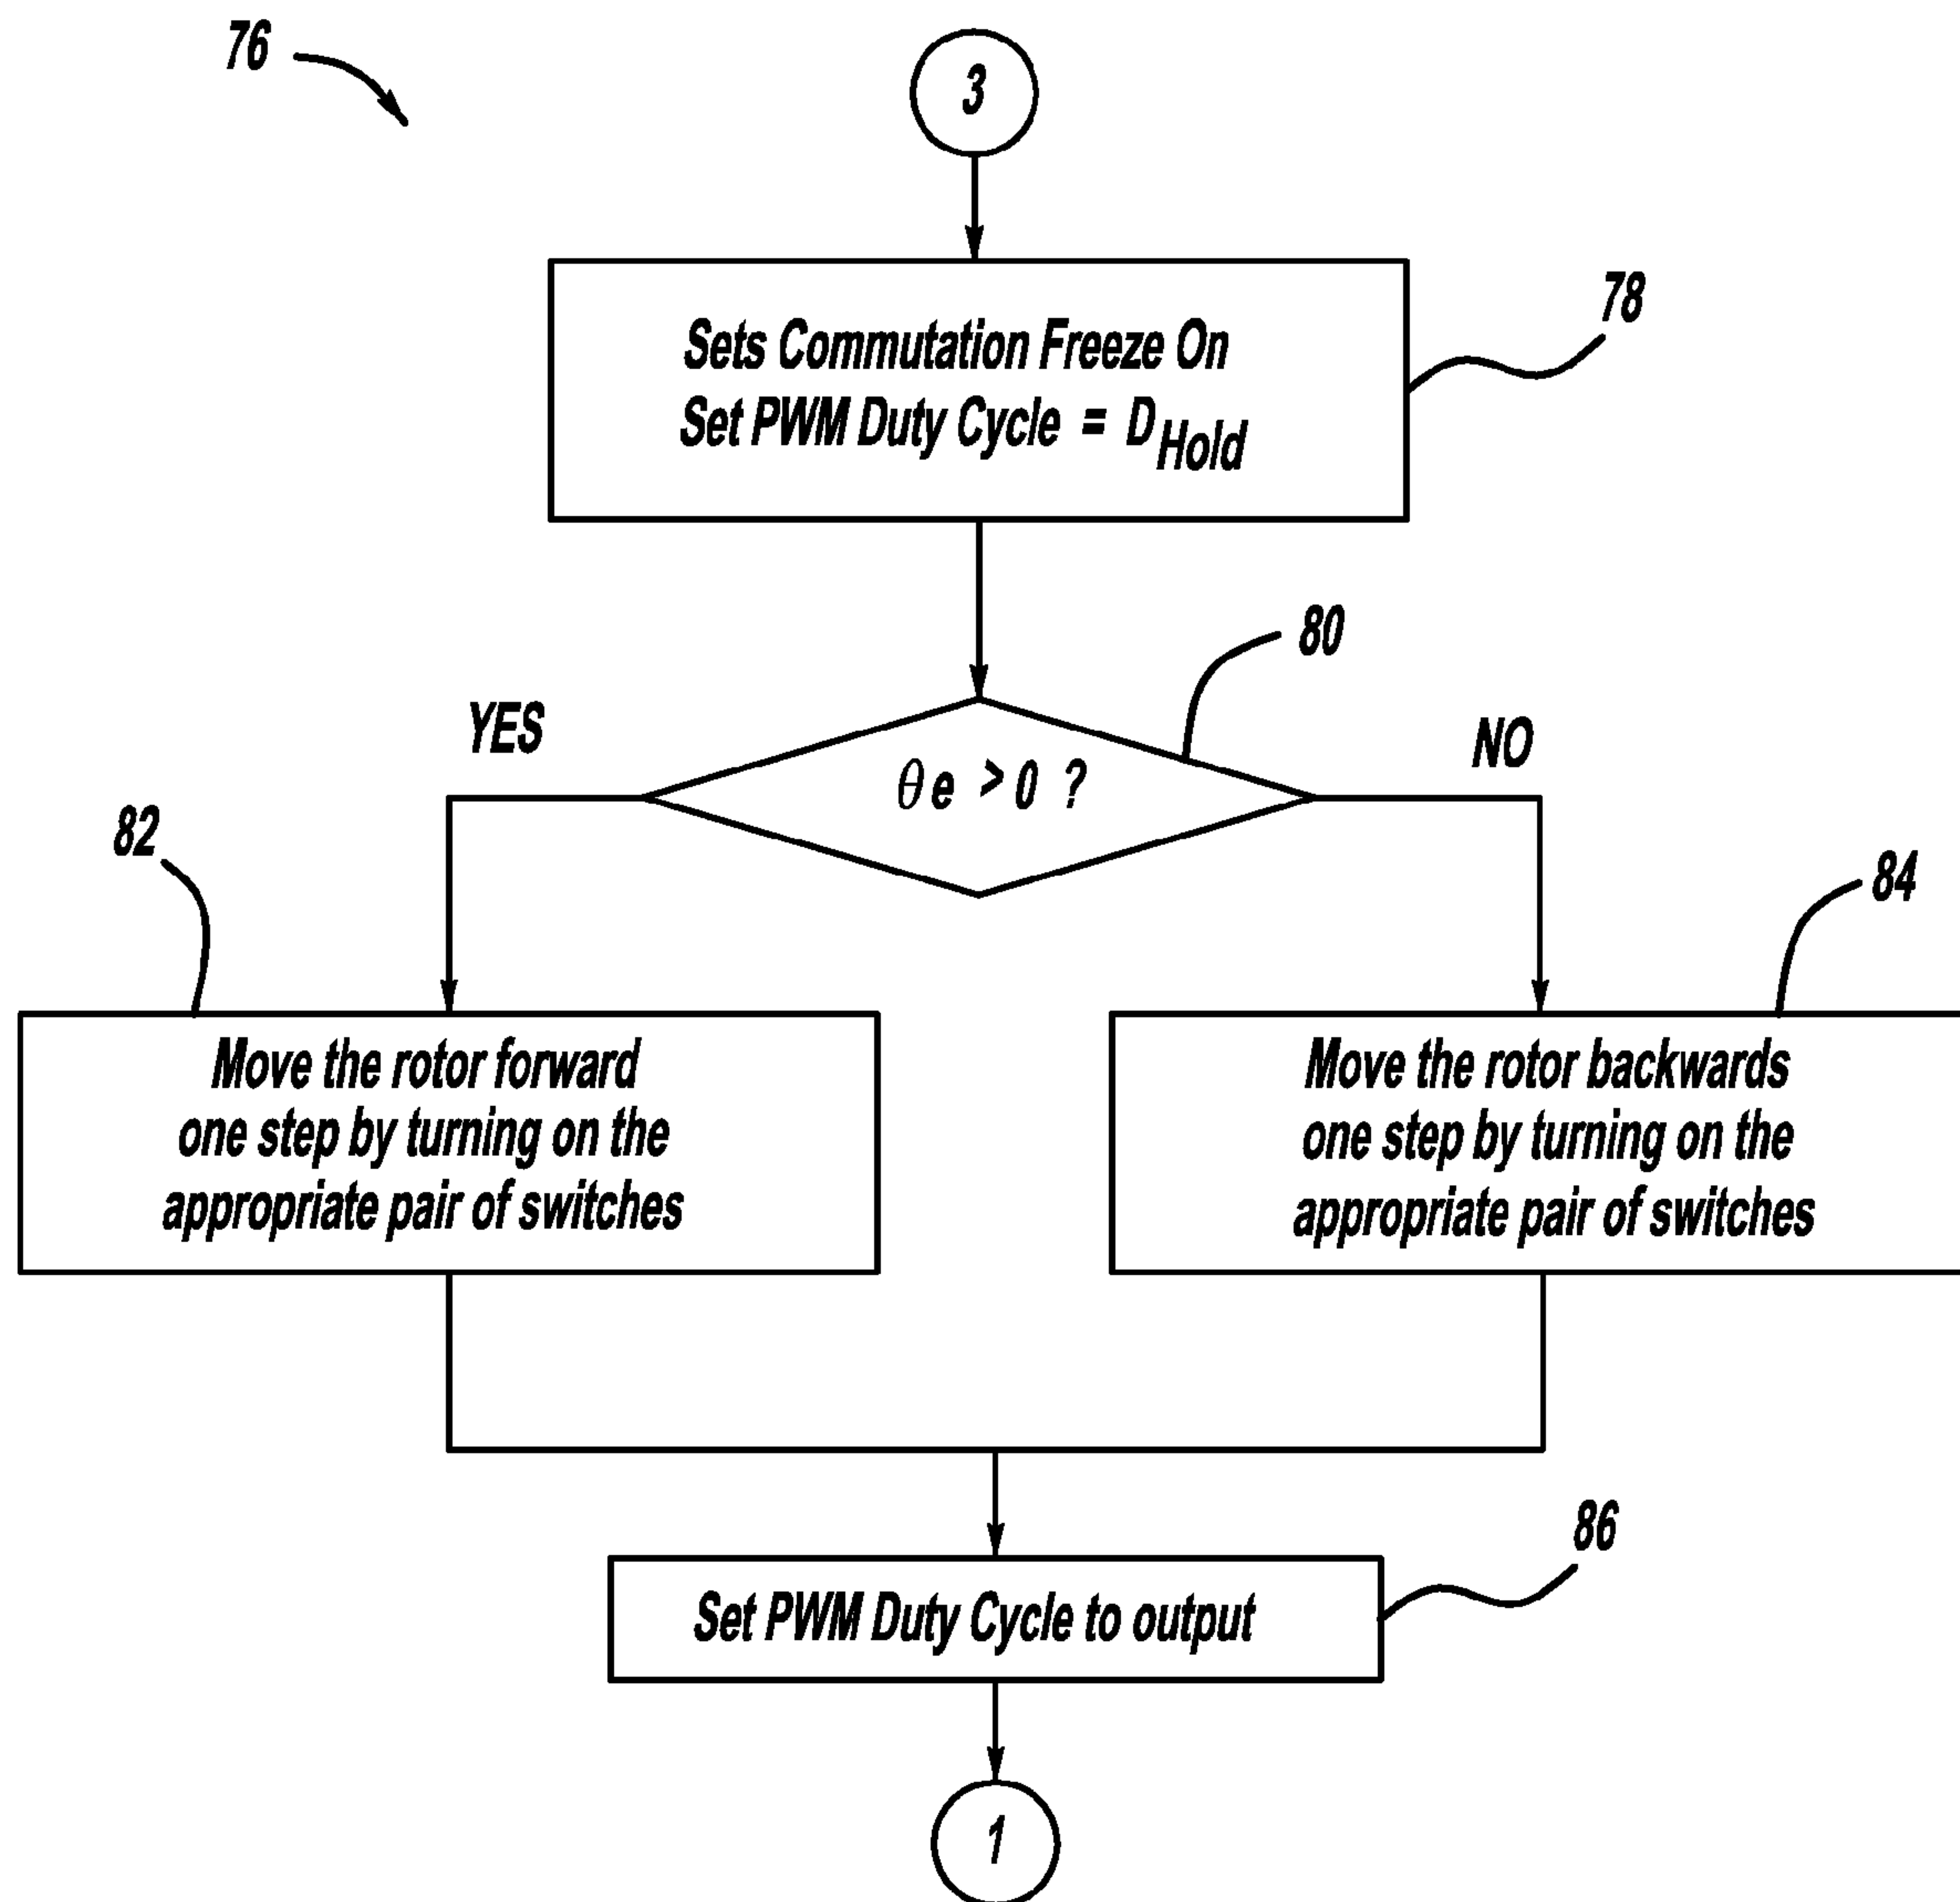 76
3
Sets Commutation Freeze On
Set PWM Duty Cycle = D Hold
78
80
YES
θe > 0 ?
NO
82
84
Move the rotor forward
one step by turning on the
appropriate pair of switches
Move the rotor backwards
one step by turning on the
appropriate pair of switches
86
Set PWM Duty Cycle to output
1